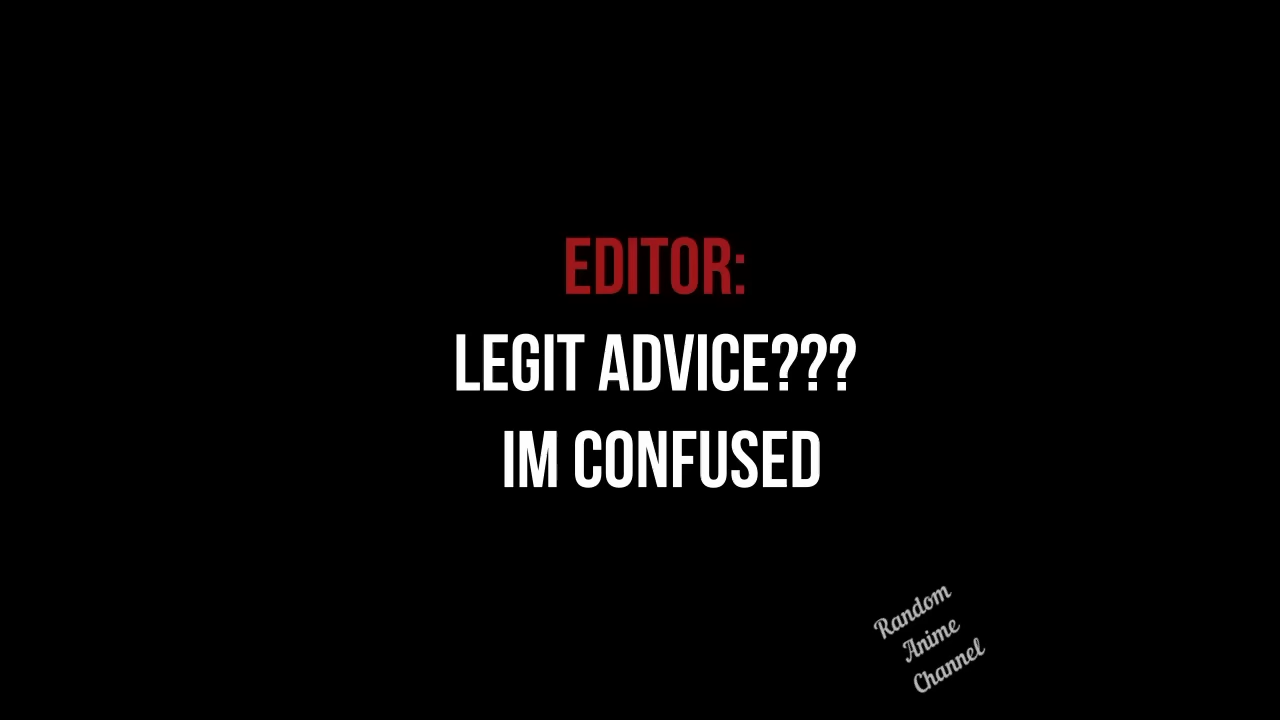 EDITOR:
LEGIT ADVICE???
IM CONFUSED
Random
Anime
Channel